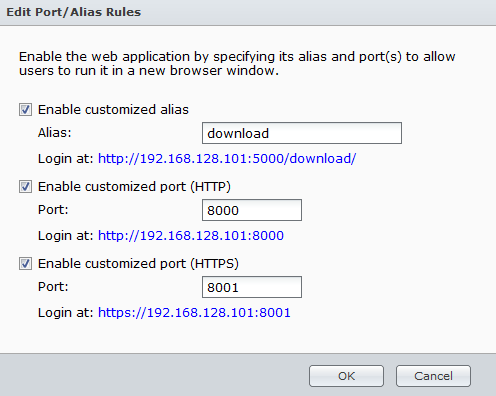 Edit Port/Alias Rules
Enable the web application by specifying its alias and port(s) to allow
users to run it in a new browser window.
Enable customized alias
Alias: download
Login at: http://192.168.128.101:5000/download/
Enable customized port (HTTP)
Port: 8000
Login at: http://192.168.128.101:8000
Enable customized port (HTTPS)
Port: 8001
Login at: https://192.168.128.101:8001
OK Cancel